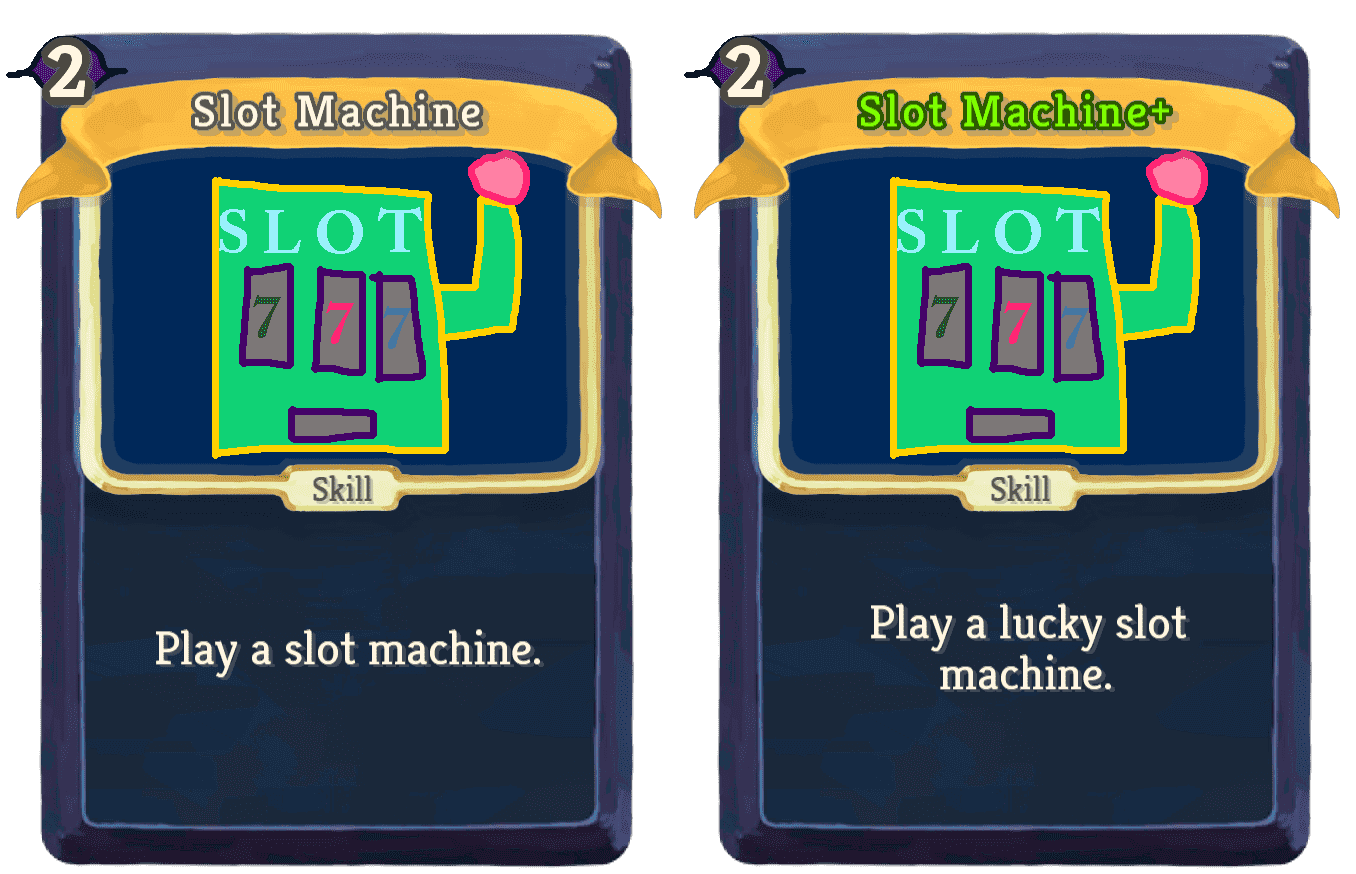 2
Slot Machine
SLOT
7 7 7
Skill
Play a slot machine.
2
Slot Machine+
SLOT
7 7 7
Skill
Play a lucky slot
machine.